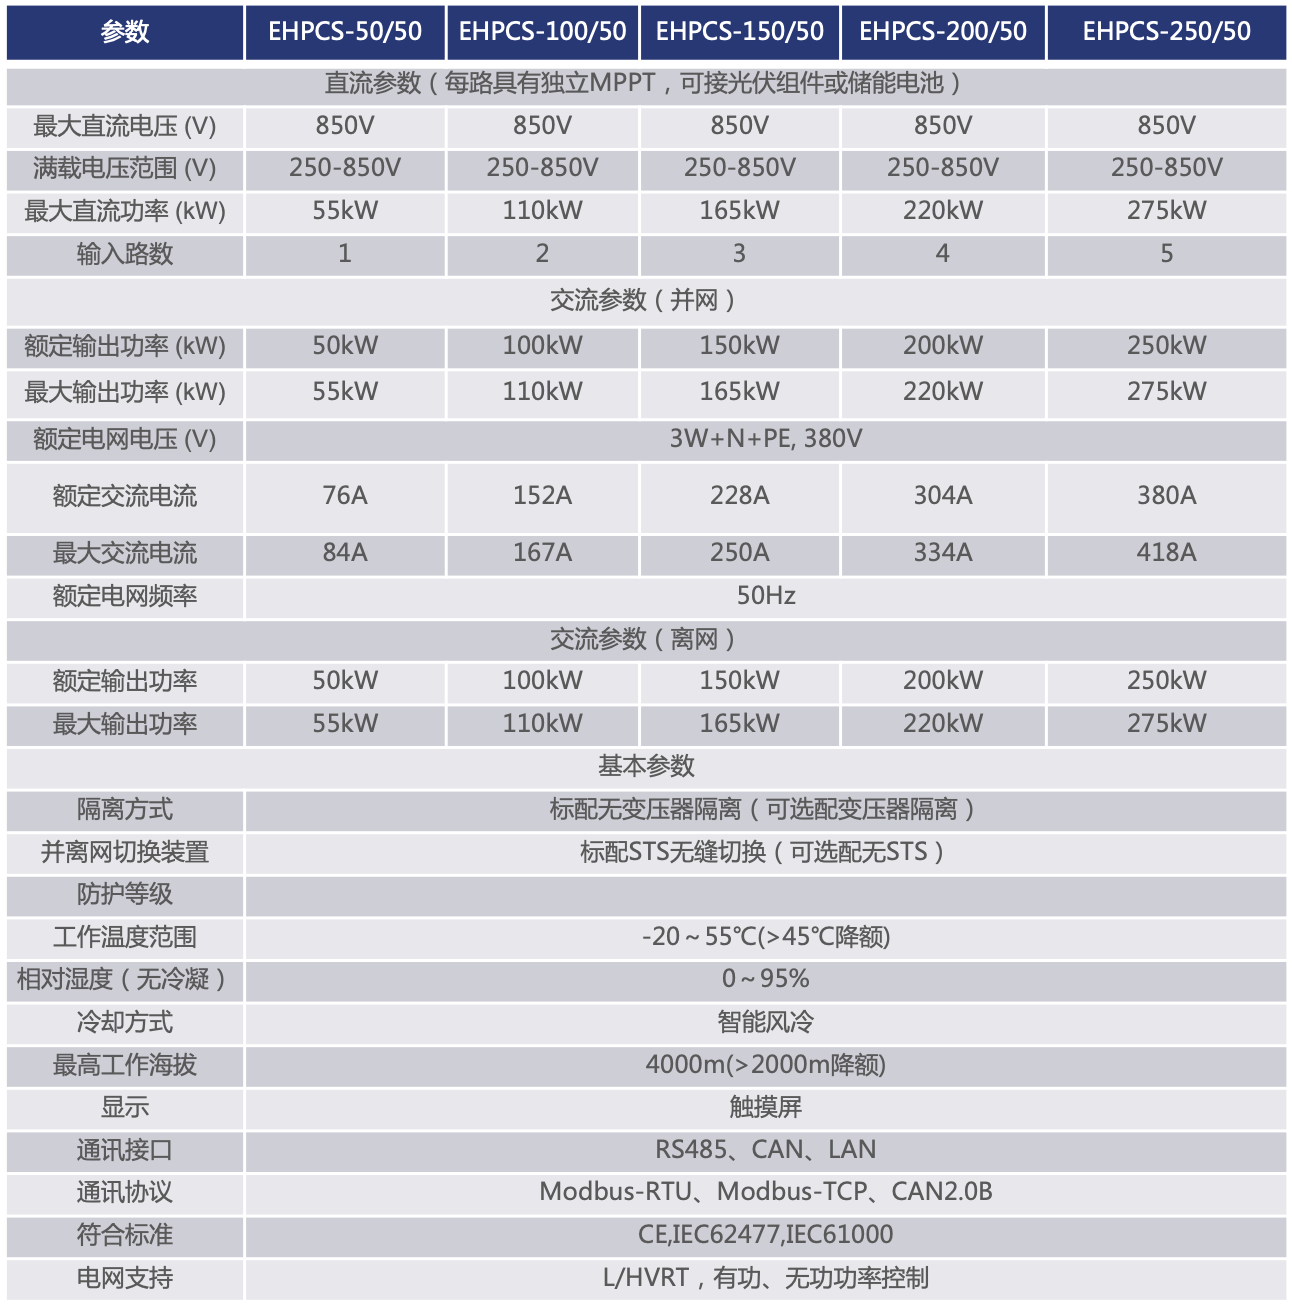 参数 EHPCS-50/50 EHPCS-100/50 EHPCS-150/50 EHPCS-200/50 EHPCS-250/50
直流参数（每路具有独立MPPT，可接光伏组件或储能电池）
最大直流电压 (V) 850V 850V 850V 850V 850V
满载电压范围 (V) 250-850V 250-850V 250-850V 250-850V 250-850V
最大直流功率 (kW) 55kW 110kW 165kW 220kW 275kW
输入路数 1 2 3 4 5
交流参数（并网）
额定输出功率 (kW) 50kW 100kW 150kW 200kW 250kW
最大输出功率 (kW) 55kW 110kW 165kW 220kW 275kW
额定电网电压 (V) 3W+N+PE, 380V
额定交流电流 76A 152A 228A 304A 380A
最大交流电流 84A 167A 250A 334A 418A
额定电网频率 50Hz
交流参数（离网）
额定输出功率 50kW 100kW 150kW 200kW 250kW
最大输出功率 55kW 110kW 165kW 220kW 275kW
基本参数
隔离方式 标配无变压器隔离（可选配变压器隔离）
并离网切换装置 标配STS无缝切换（可选配无STS）
防护等级
工作温度范围 -20～55℃(>45℃降额)
相对湿度（无冷凝） 0～95%
冷却方式 智能风冷
最高工作海拔 4000m(>2000m降额)
显示 触摸屏
通讯接口 RS485、CAN、LAN
通讯协议 Modbus-RTU、Modbus-TCP、CAN2.0B
符合标准 CE,IEC62477,IEC61000
电网支持 L/HVRT，有功、无功功率控制